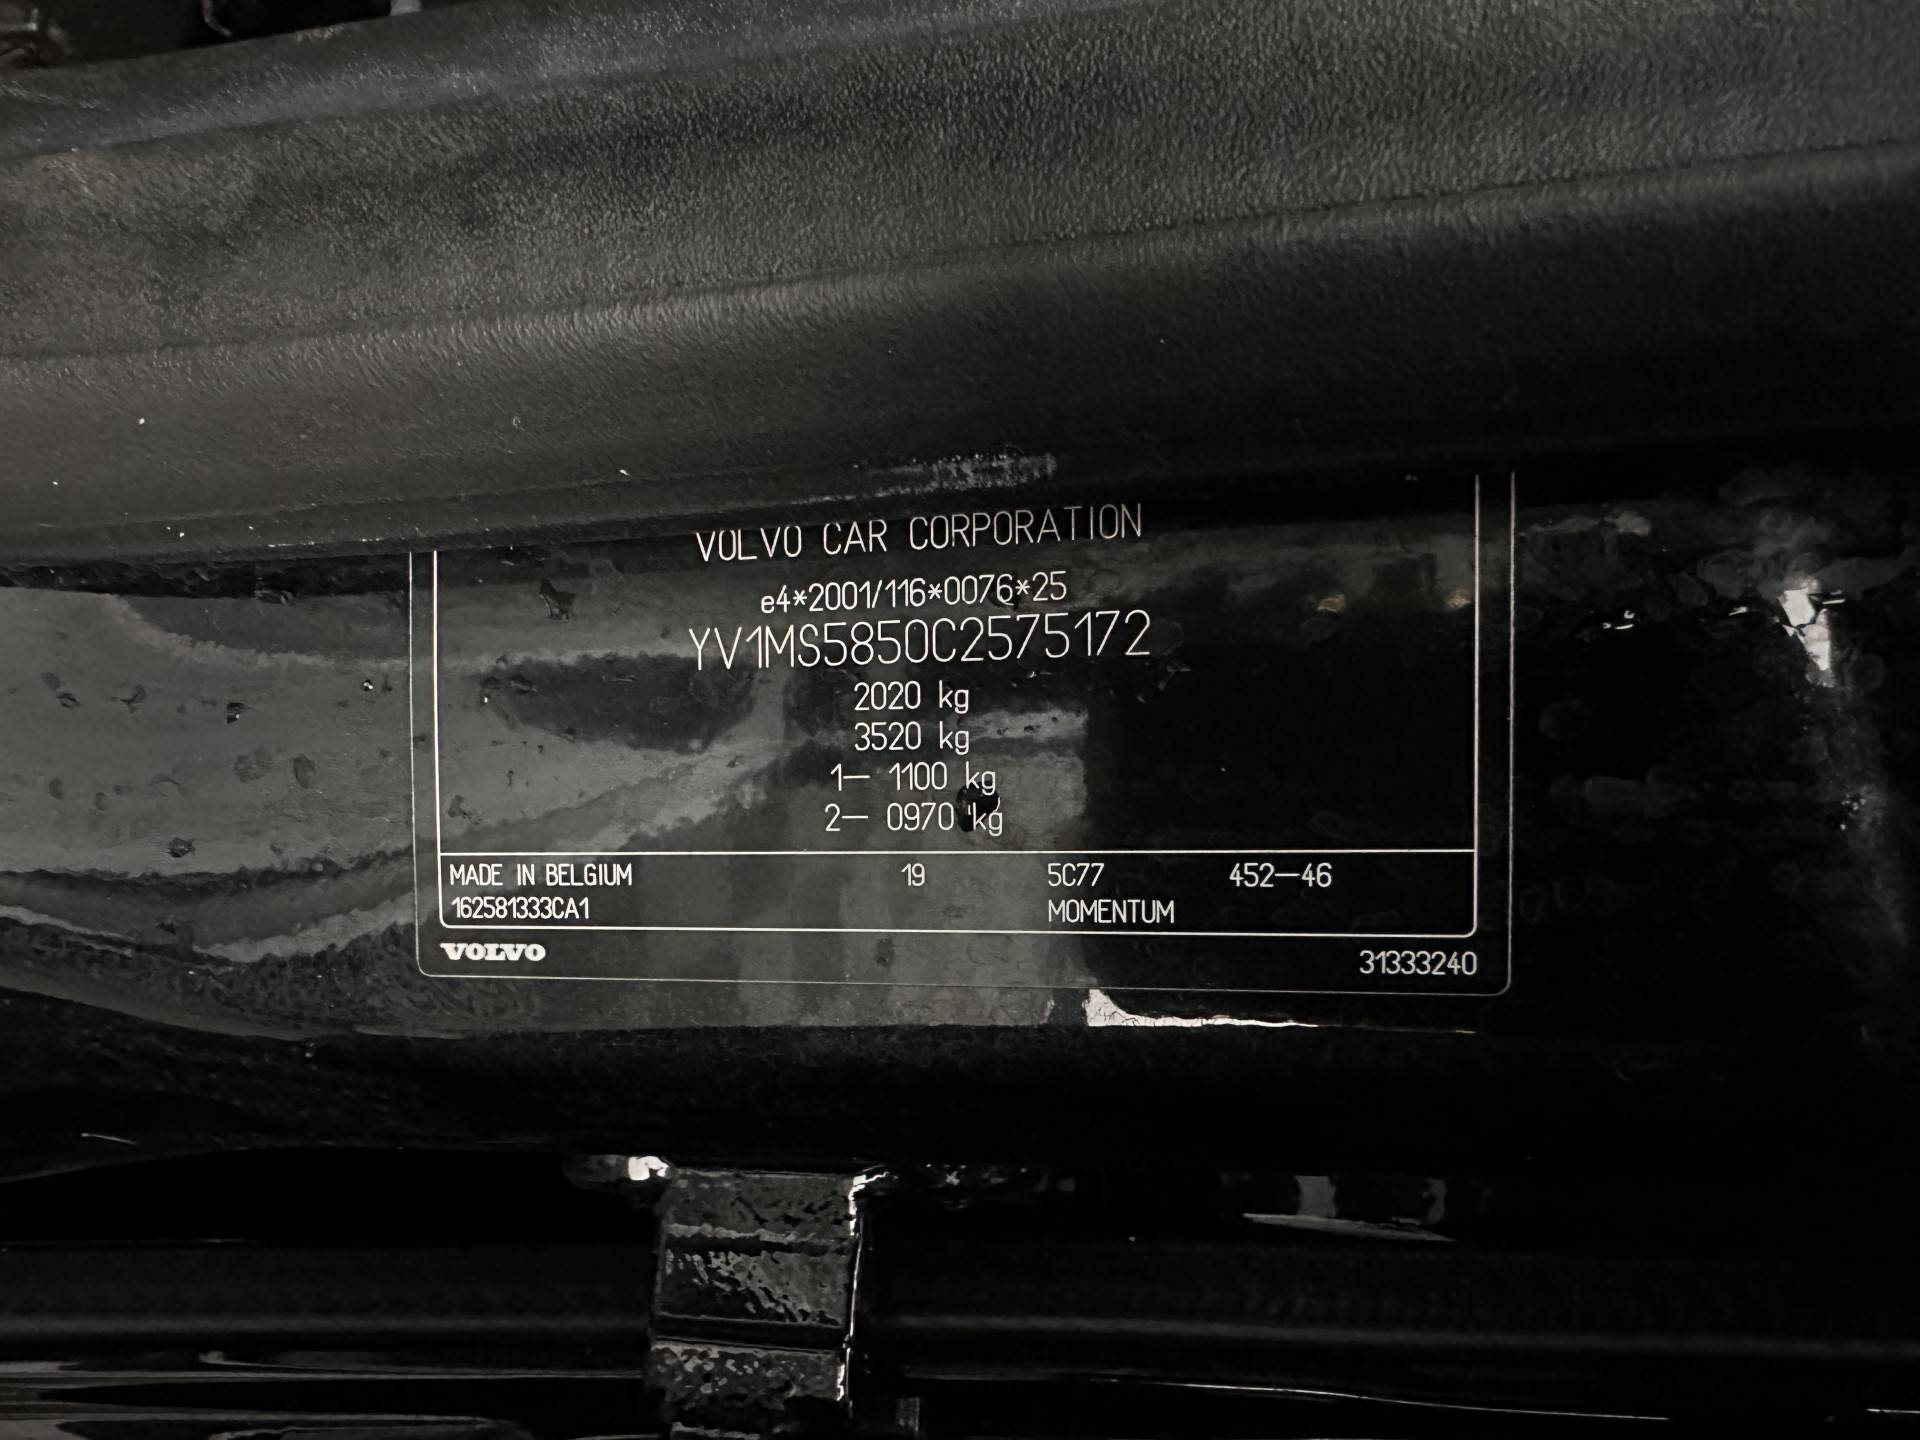 VOLVO CAR CORPORATION
e4*2001/116*0076*25
YV1MS5850C2575172
2020 kg
3520 kg
1— 1100 kg
2— 0970 kg
MADE IN BELGIUM 19 5C77 452—46
162581333CA1 MOMENTUM
VOLVO 31333240